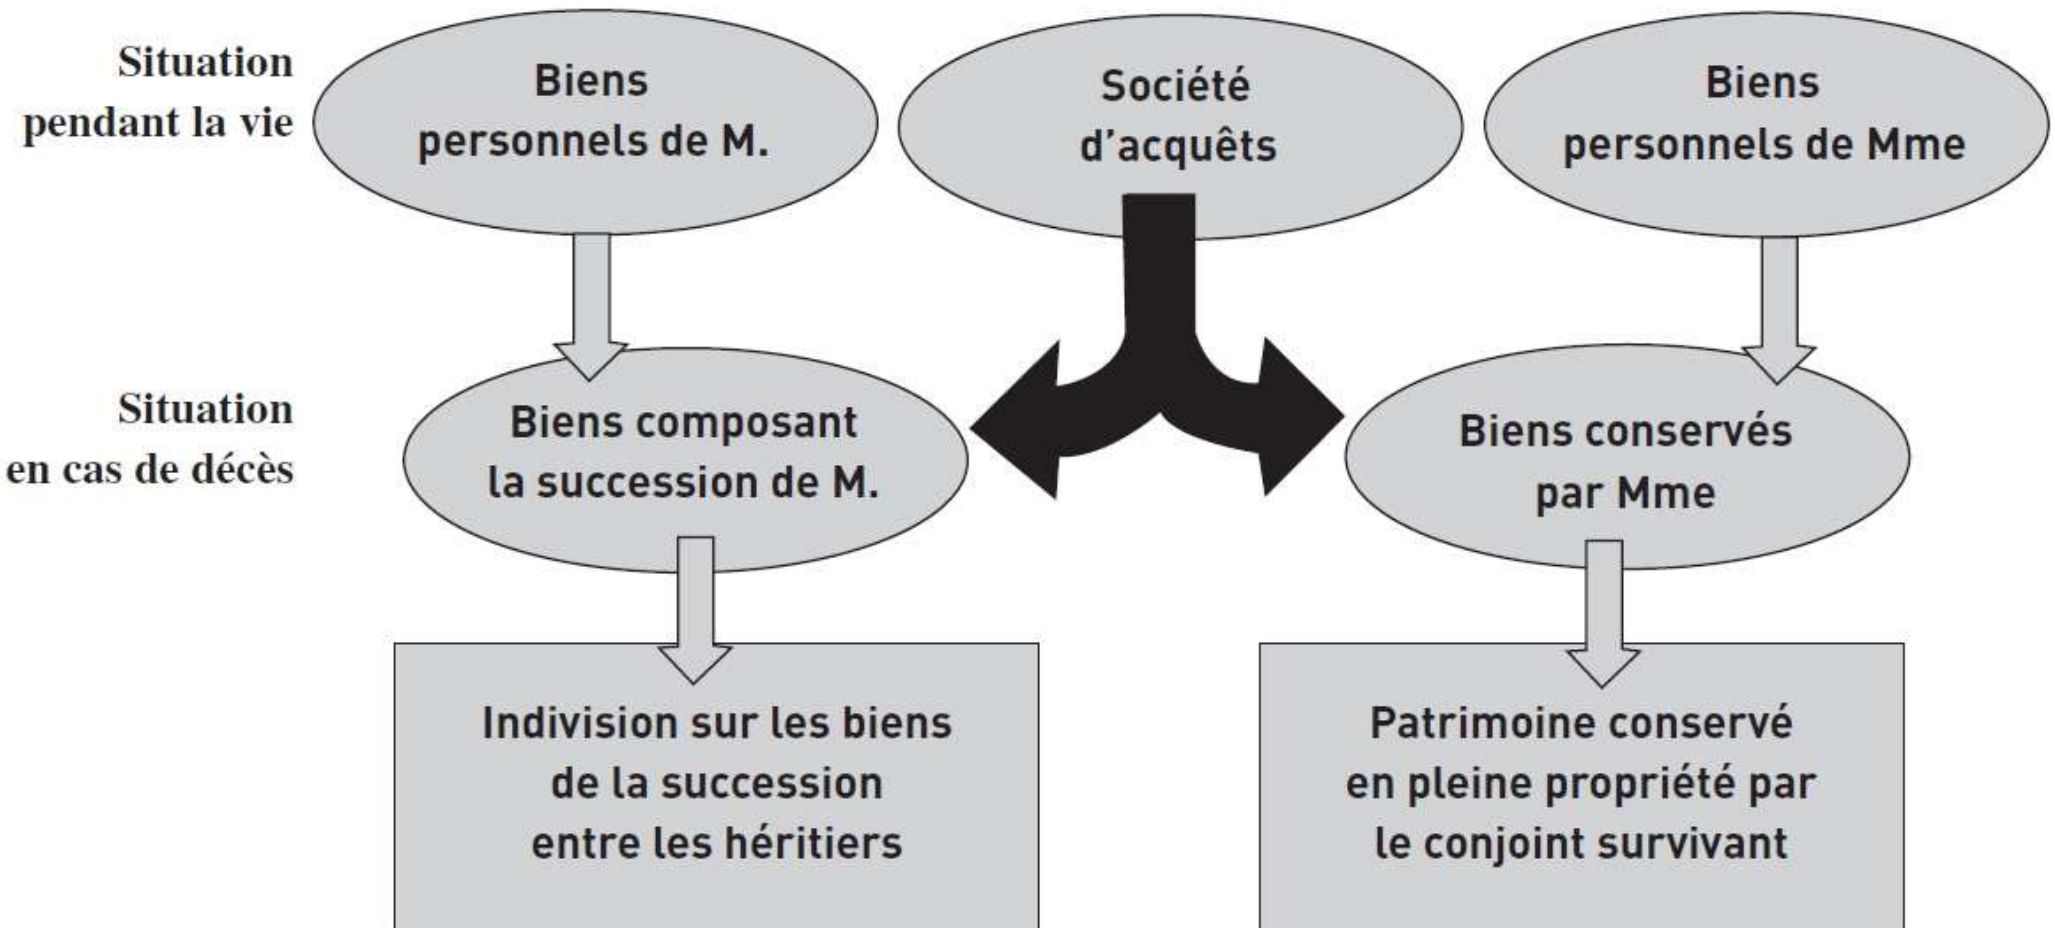 Situation
pendant la vie
Biens
personnels de M.
Société
d'acquêts
Biens
personnels de Mme
Situation
en cas de décès
Biens composant
la succession de M.
Biens conservés
par Mme
Indivision sur les biens
de la succession
entre les héritiers
Patrimoine conservé
en pleine propriété par
le conjoint survivant